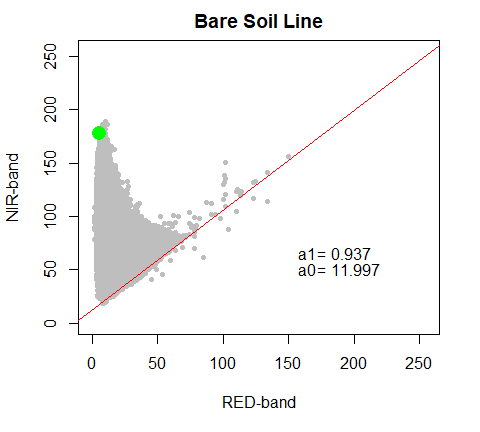 Bare Soil Line
250
200
150
100
50
0
NIR-band
a1= 0.937
a0= 11.997
0 50 100 150 200 250
RED-band